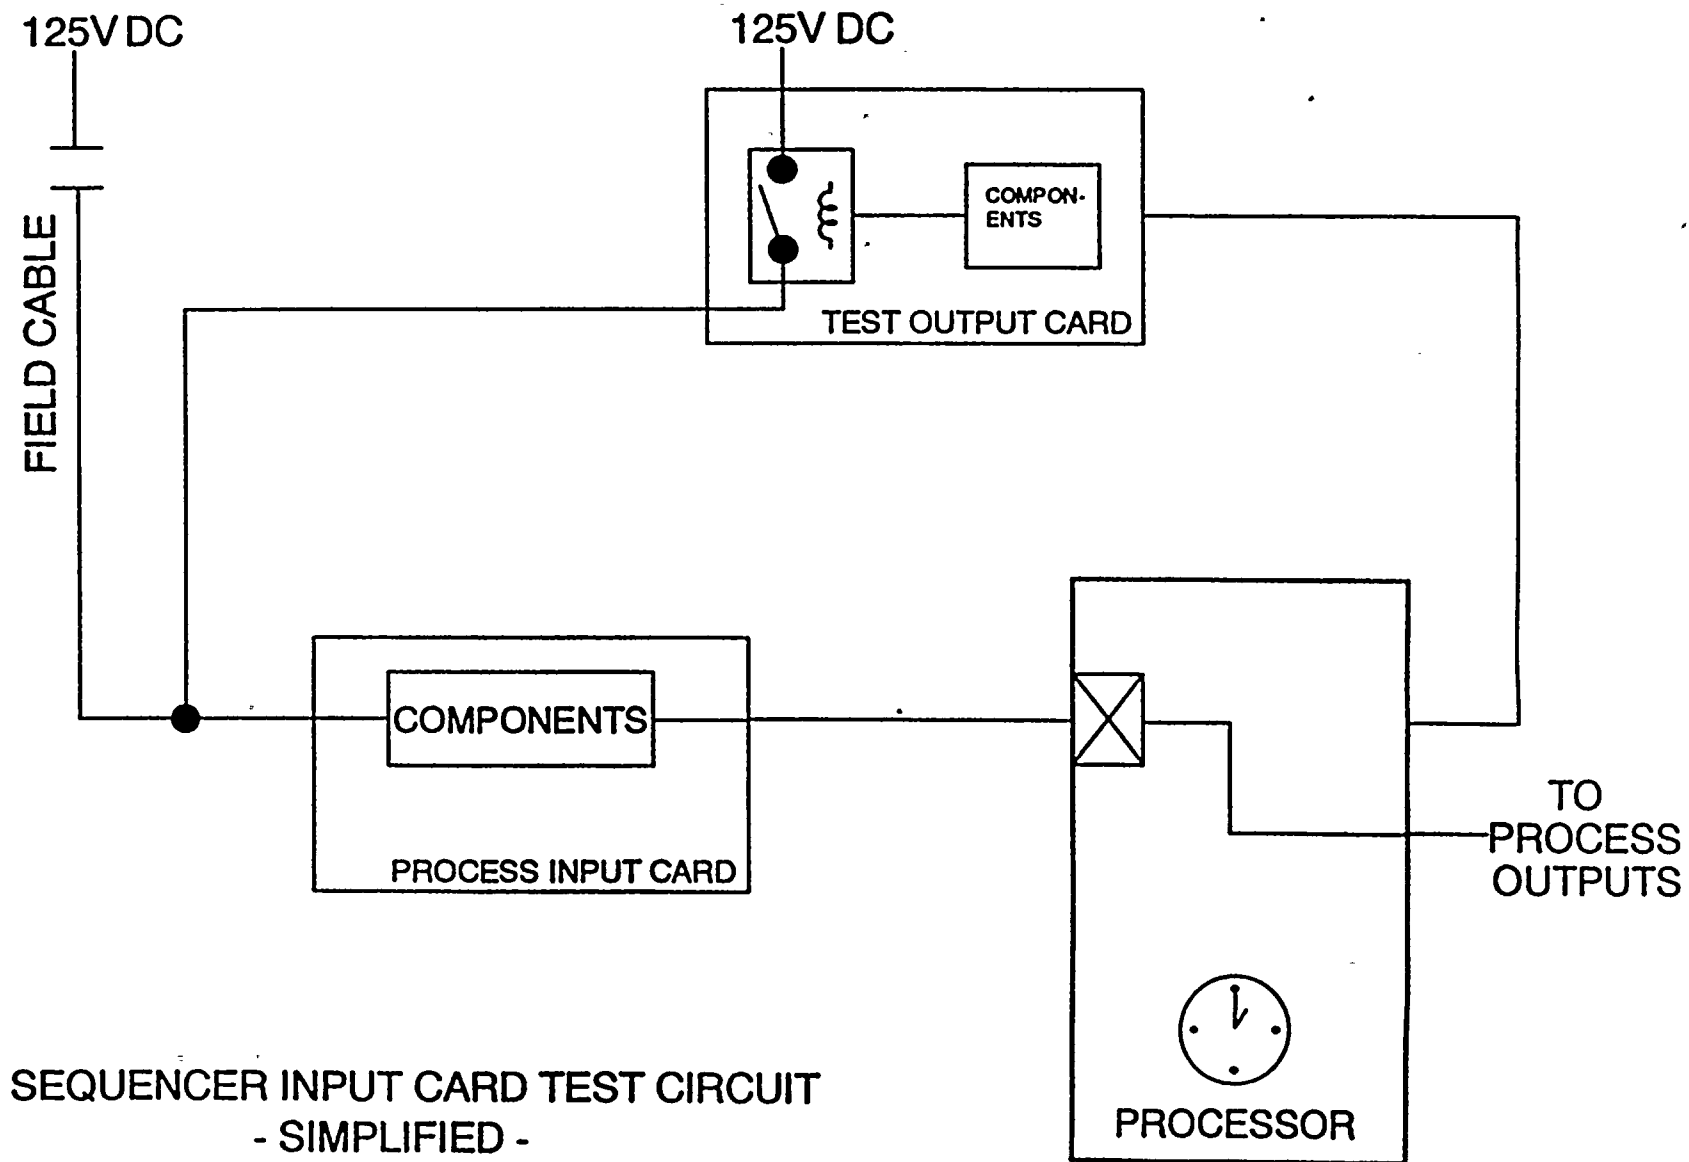 125V DC
125V DC
FIELD CABLE
COMPON-
ENTS
TEST OUTPUT CARD
COMPONENTS
PROCESS INPUT CARD
TO
PROCESS
OUTPUTS
PROCESSOR
SEQUENCER INPUT CARD TEST CIRCUIT
- SIMPLIFIED -